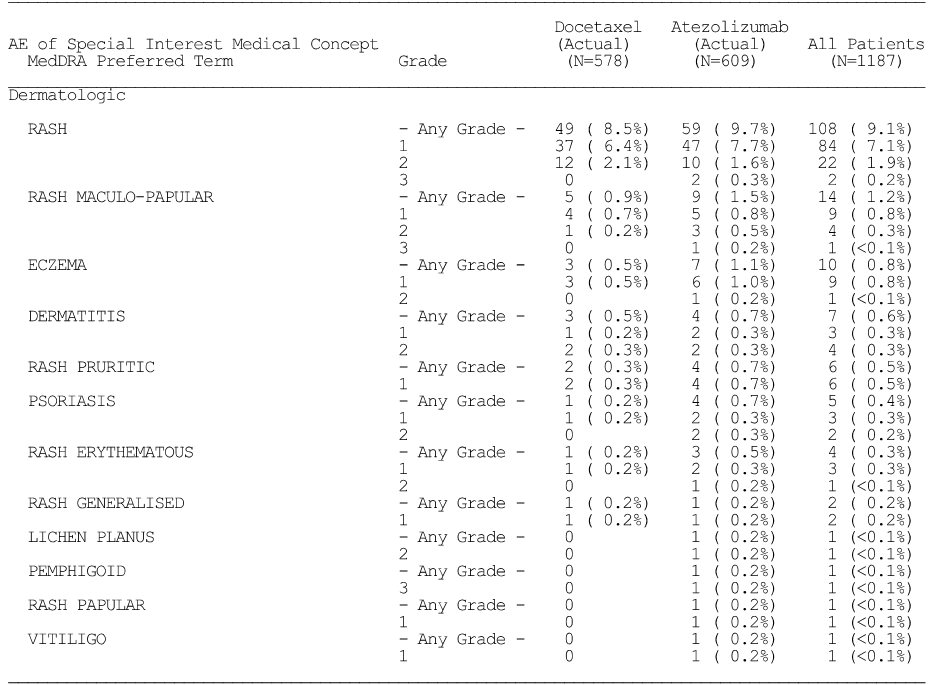 Docetaxel Atezolizumab
AE of Special Interest Medical Concept (Actual) (Actual) All Patients
MedDRA Preferred Term Grade (N=578) (N=609) (N=1187)
Dermatologic
RASH - Any Grade - 49 ( 8.5%) 59 ( 9.7%) 108 ( 9.1%)
1 37 ( 6.4%) 47 ( 7.7%) 84 ( 7.1%)
2 12 ( 2.1%) 10 ( 1.6%) 22 ( 1.9%)
3 0 2 ( 0.3%) 2 ( 0.2%)
RASH MACULO-PAPULAR - Any Grade - 5 ( 0.9%) 9 ( 1.5%) 14 ( 1.2%)
1 4 ( 0.7%) 5 ( 0.8%) 9 ( 0.8%)
2 1 ( 0.2%) 3 ( 0.5%) 4 ( 0.3%)
3 0 1 ( 0.2%) 1 (<0.1%)
ECZEMA - Any Grade - 3 ( 0.5%) 7 ( 1.1%) 10 ( 0.8%)
1 3 ( 0.5%) 6 ( 1.0%) 9 ( 0.8%)
2 0 1 ( 0.2%) 1 (<0.1%)
DERMATITIS - Any Grade - 3 ( 0.5%) 4 ( 0.7%) 7 ( 0.6%)
1 1 ( 0.2%) 2 ( 0.3%) 3 ( 0.3%)
2 2 ( 0.3%) 2 ( 0.3%) 4 ( 0.3%)
RASH PRURITIC - Any Grade - 2 ( 0.3%) 4 ( 0.7%) 6 ( 0.5%)
1 2 ( 0.3%) 4 ( 0.7%) 6 ( 0.5%)
PSORIASIS - Any Grade - 1 ( 0.2%) 4 ( 0.7%) 5 ( 0.4%)
1 1 ( 0.2%) 2 ( 0.3%) 3 ( 0.3%)
2 0 2 ( 0.3%) 2 ( 0.2%)
RASH ERYTHEMATOUS - Any Grade - 1 ( 0.2%) 3 ( 0.5%) 4 ( 0.3%)
1 1 ( 0.2%) 2 ( 0.3%) 3 ( 0.3%)
2 0 1 ( 0.2%) 1 (<0.1%)
RASH GENERALISED - Any Grade - 1 ( 0.2%) 1 ( 0.2%) 2 ( 0.2%)
1 1 ( 0.2%) 1 ( 0.2%) 2 ( 0.2%)
LICHEN PLANUS - Any Grade - 0 1 ( 0.2%) 1 (<0.1%)
2 0 1 ( 0.2%) 1 (<0.1%)
PEMPHIGOID - Any Grade - 0 1 ( 0.2%) 1 (<0.1%)
3 0 1 ( 0.2%) 1 (<0.1%)
RASH PAPULAR - Any Grade - 0 1 ( 0.2%) 1 (<0.1%)
1 0 1 ( 0.2%) 1 (<0.1%)
VITILIGO - Any Grade - 0 1 ( 0.2%) 1 (<0.1%)
1 0 1 ( 0.2%) 1 (<0.1%)